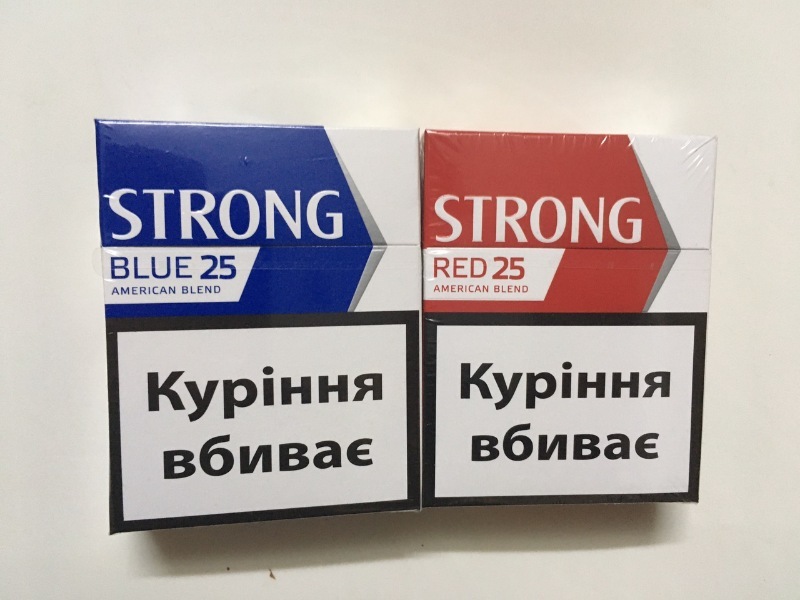 STRONG
BLUE 25
AMERICAN BLEND
Куріння
вбиває
STRONG
RED 25
AMERICAN BLEND
Куріння
вбиває